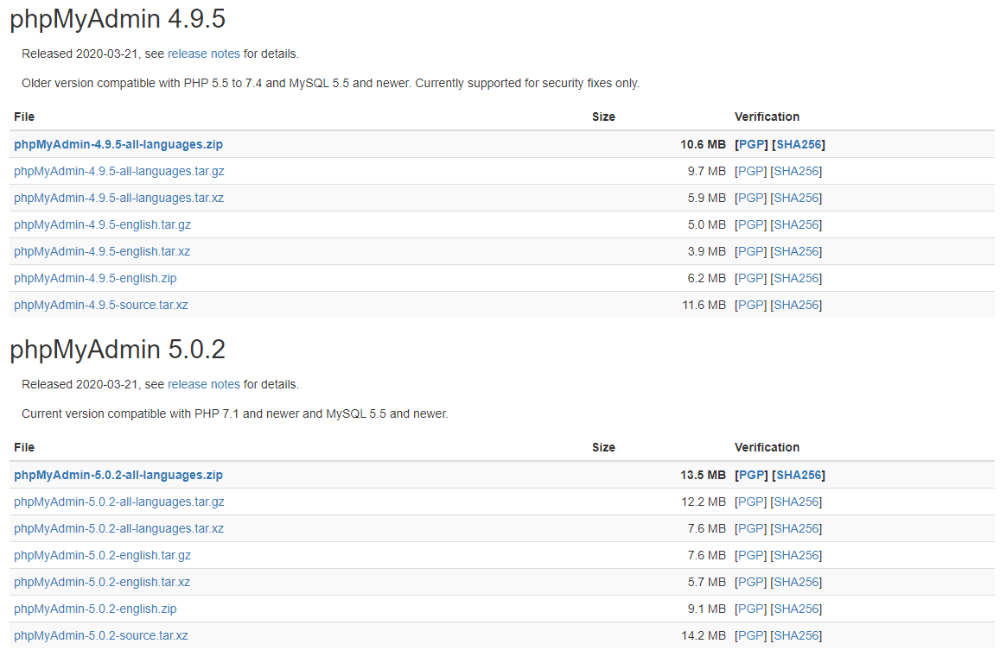 phpMyAdmin 4.9.5
Released 2020-03-21, see release notes for details.
Older version compatible with PHP 5.5 to 7.4 and MySQL 5.5 and newer. Currently supported for security fixes only.
File Size Verification
phpMyAdmin-4.9.5-all-languages.zip 10.6 MB [PGP] [SHA256]
phpMyAdmin-4.9.5-all-languages.tar.gz 9.7 MB [PGP] [SHA256]
phpMyAdmin-4.9.5-all-languages.tar.xz 5.9 MB [PGP] [SHA256]
phpMyAdmin-4.9.5-english.tar.gz 5.0 MB [PGP] [SHA256]
phpMyAdmin-4.9.5-english.tar.xz 3.9 MB [PGP] [SHA256]
phpMyAdmin-4.9.5-english.zip 6.2 MB [PGP] [SHA256]
phpMyAdmin-4.9.5-source.tar.xz 11.6 MB [PGP] [SHA256]
phpMyAdmin 5.0.2
Released 2020-03-21, see release notes for details.
Current version compatible with PHP 7.1 and newer and MySQL 5.5 and newer.
File Size Verification
phpMyAdmin-5.0.2-all-languages.zip 13.5 MB [PGP] [SHA256]
phpMyAdmin-5.0.2-all-languages.tar.gz 12.2 MB [PGP] [SHA256]
phpMyAdmin-5.0.2-all-languages.tar.xz 7.6 MB [PGP] [SHA256]
phpMyAdmin-5.0.2-english.tar.gz 7.6 MB [PGP] [SHA256]
phpMyAdmin-5.0.2-english.tar.xz 5.7 MB [PGP] [SHA256]
phpMyAdmin-5.0.2-english.zip 9.1 MB [PGP] [SHA256]
phpMyAdmin-5.0.2-source.tar.xz 14.2 MB [PGP] [SHA256]